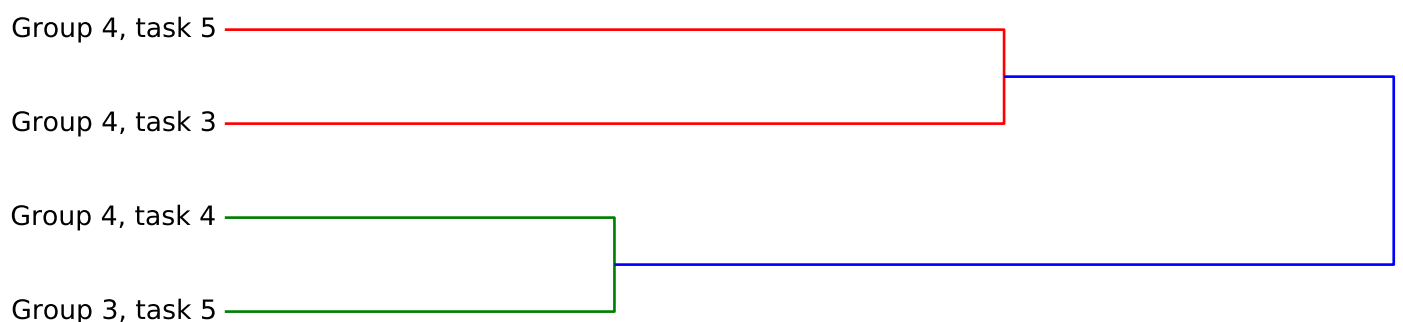 Group 4, task 5
Group 4, task 3
Group 4, task 4
Group 3, task 5